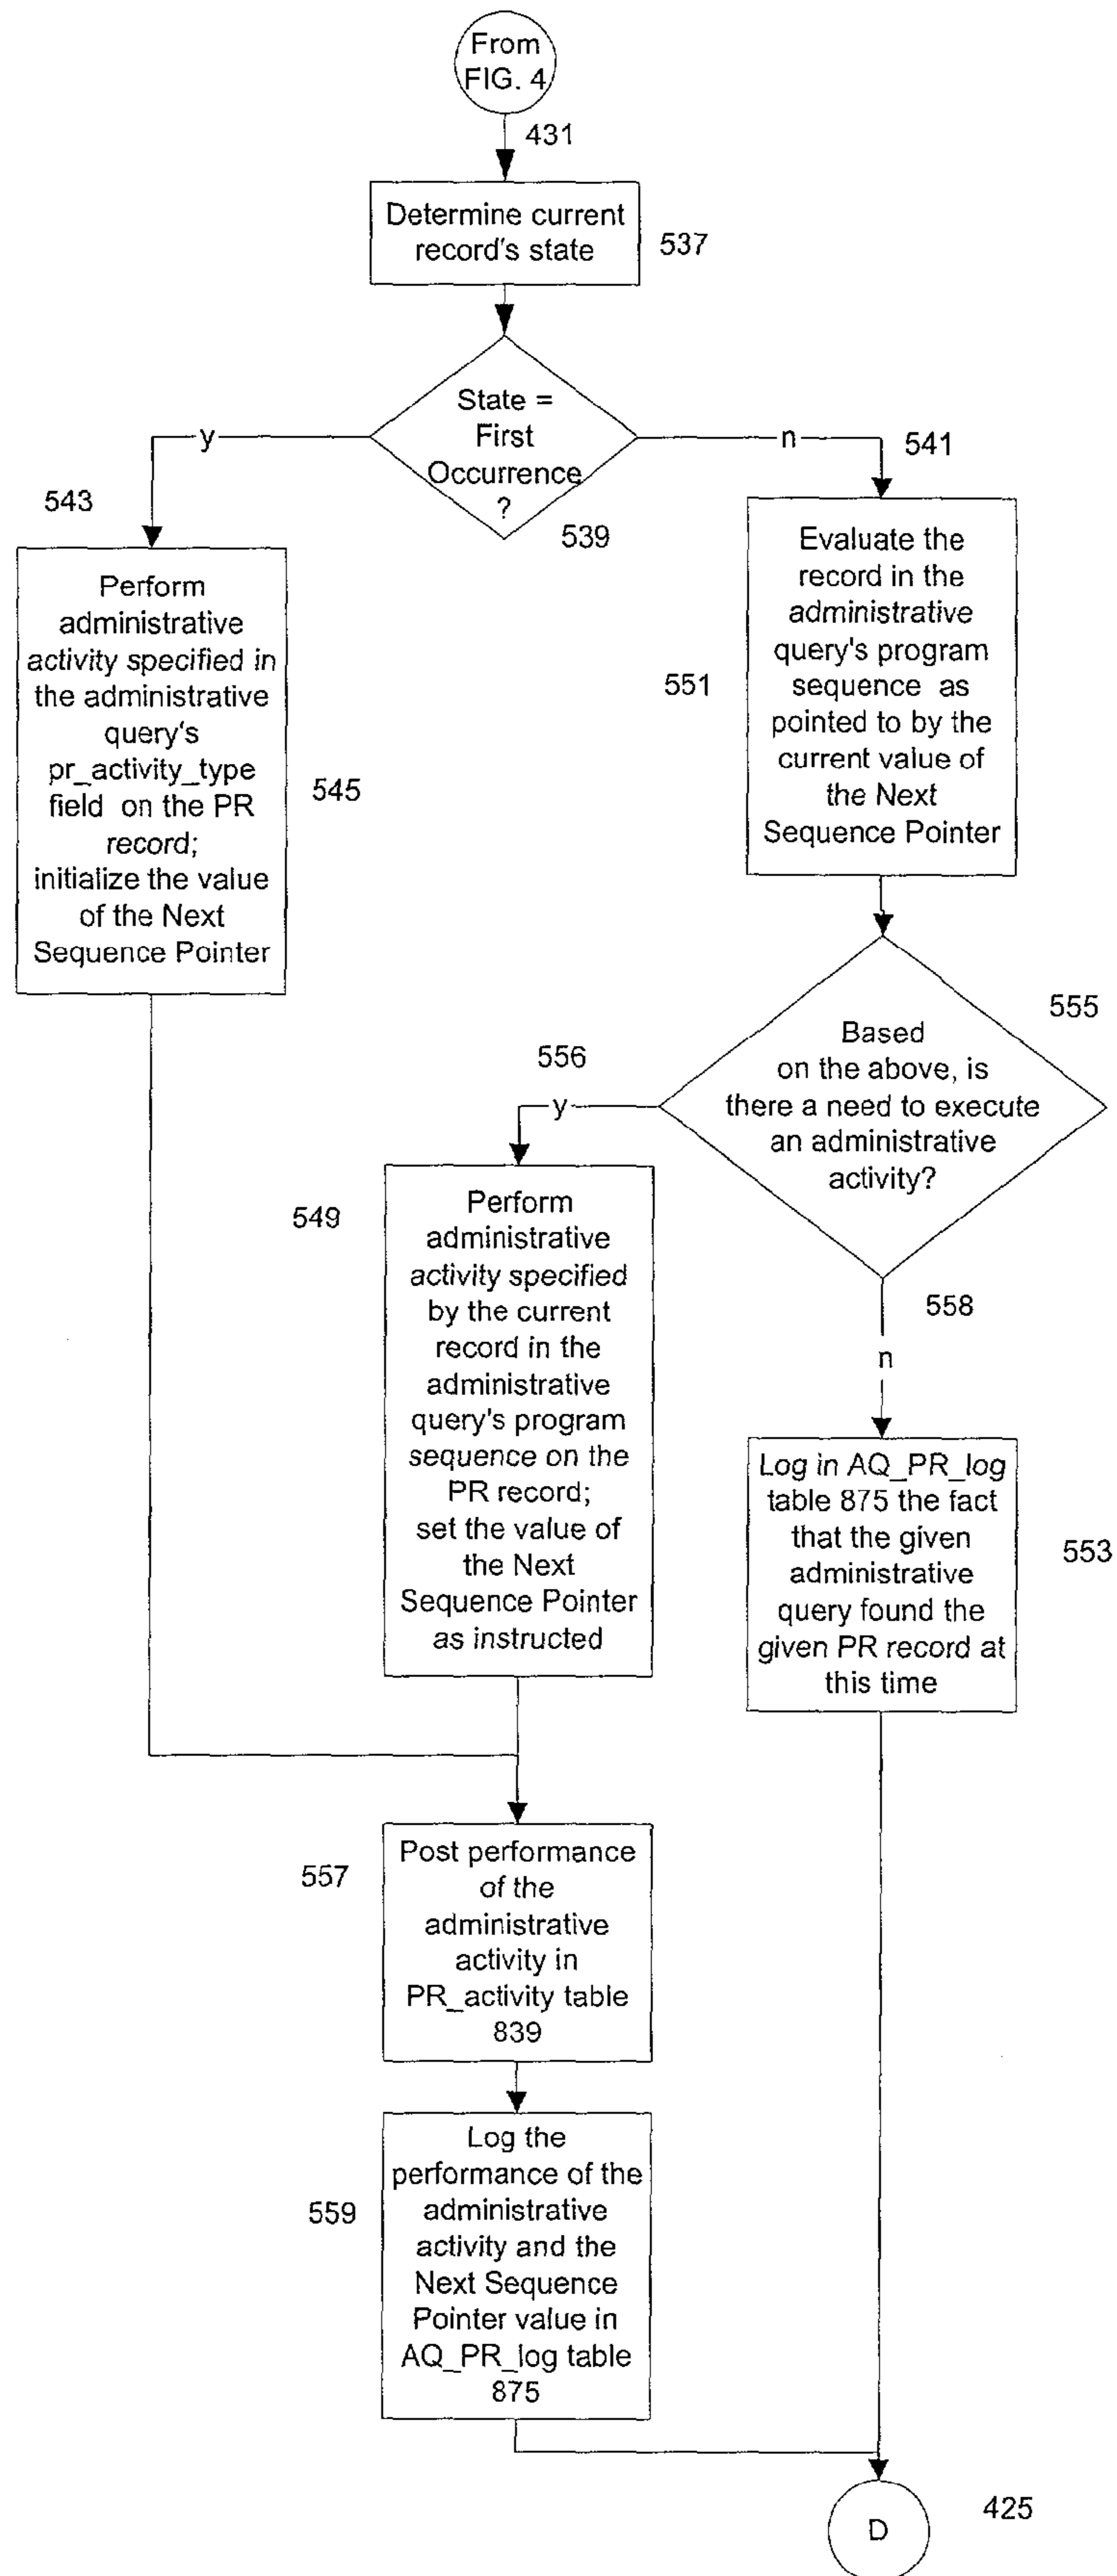 From
FIG. 4
431
Determine current
record's state
537
State =
First
Occurrence
?
539
y
n
541
543
Perform
administrative
activity specified in
the administrative
query's
pr_activity_type
field on the PR
record;
initialize the value
of the Next
Sequence Pointer
545
Evaluate the
record in the
administrative
query's program
sequence as
pointed to by the
current value of
the Next
Sequence Pointer
551
Based
on the above, is
there a need to execute
an administrative
activity?
555
556
y
549
Perform
administrative
activity specified
by the current
record in the
administrative
query's program
sequence on the
PR record;
set the value of
the Next
Sequence Pointer
as instructed
558
n
Log in AQ_PR_log
table 875 the fact
that the given
administrative
query found the
given PR record at
this time
553
557
Post performance
of the
administrative
activity in
PR_activity table
839
559
Log the
performance of the
administrative
activity and the
Next Sequence
Pointer value in
AQ_PR_log table
875
D
425